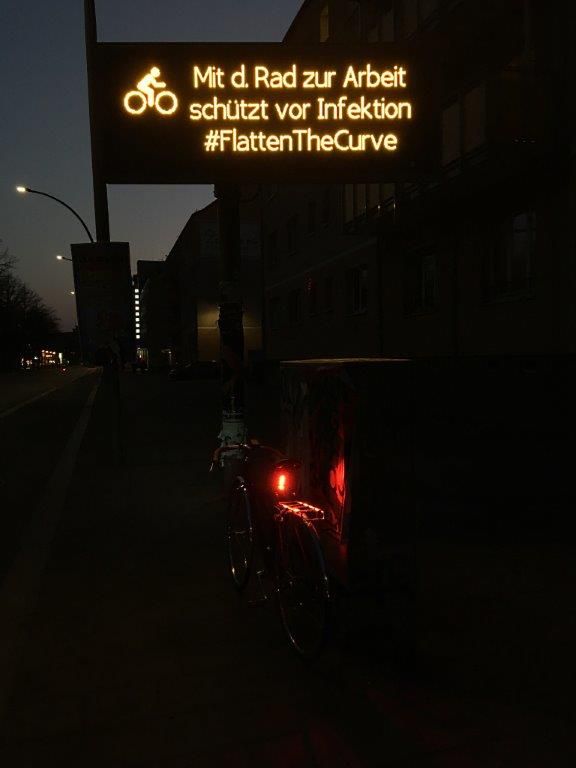 Mit d. Rad zur Arbeit
schützt vor Infektion
#FlattenTheCurve